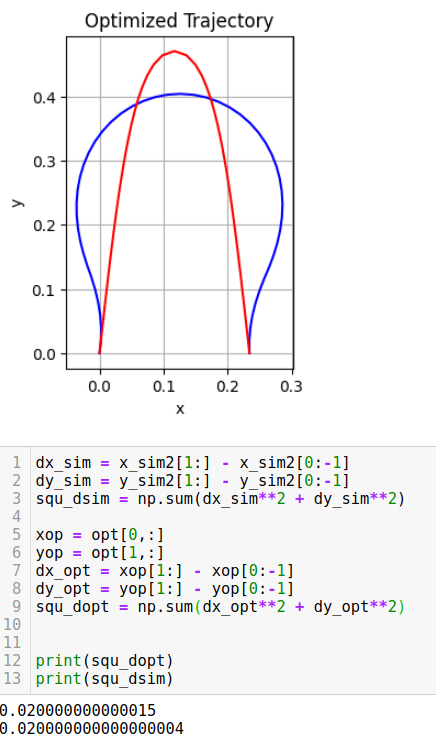 Optimized Trajectory
0.4
0.3
y
0.2
0.1
0.0
0.0 0.1 0.2 0.3
x
1 dx_sim = x_sim2[1:] - x_sim2[0:-1]
2 dy_sim = y_sim2[1:] - y_sim2[0:-1]
3 squ_dsim = np.sum(dx_sim**2 + dy_sim**2)
4
5 xop = opt[0,:]
6 yop = opt[1,:]
7 dx_opt = xop[1:] - xop[0:-1]
8 dy_opt = yop[1:] - yop[0:-1]
9 squ_dopt = np.sum(dx_opt**2 + dy_opt**2)
10
11
12 print(squ_dopt)
13 print(squ_dsim)
0.020000000000015
0.020000000000000004